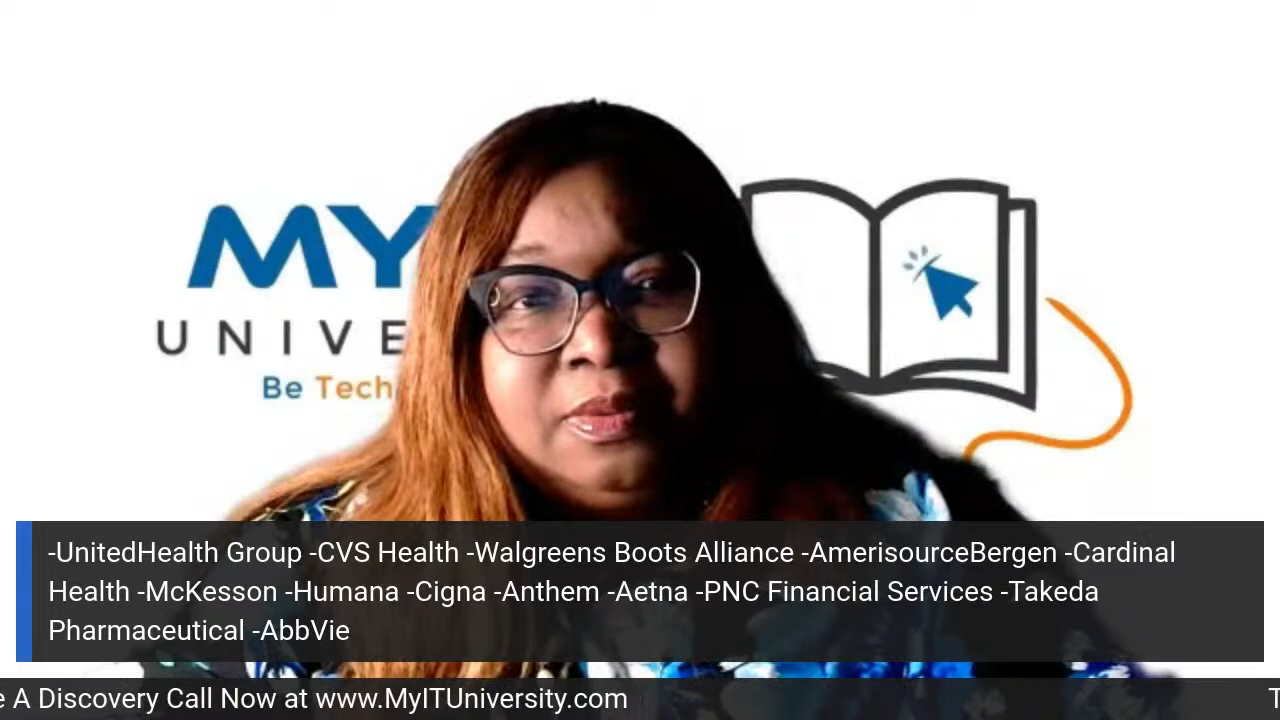 MY
UNIVE
Be Tech
-UnitedHealth Group -CVS Health -Walgreens Boots Alliance -AmerisourceBergen -Cardinal
Health -McKesson -Humana -Cigna -Anthem -Aetna -PNC Financial Services -Takeda
Pharmaceutical -AbbVie
e A Discovery Call Now at www.MyITUniversity.com T